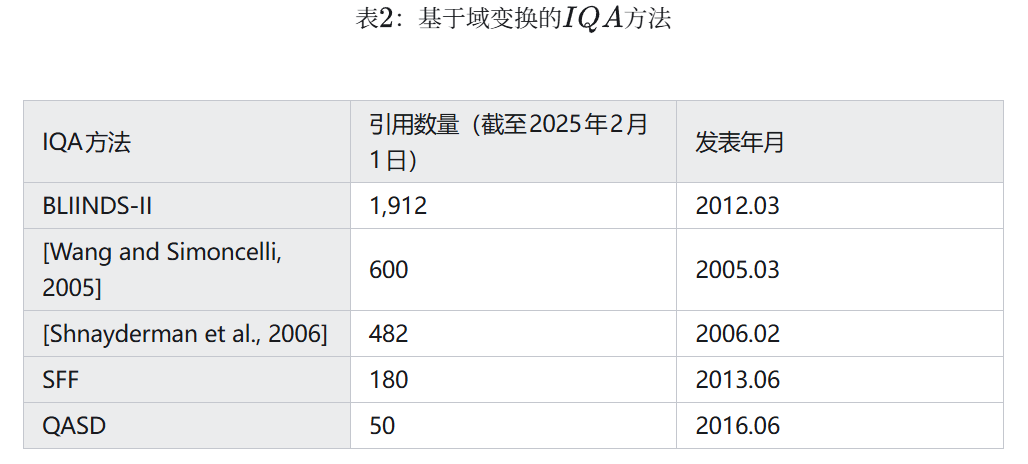 表2：基于域变换的IQA方法
IQA方法
引用数量（截至2025年2月
1日）
发表年月
BLIINDS-II
1,912
2012.03
[Wang and Simoncelli,
2005]
600
2005.03
[Shnayderman et al., 2006]
482
2006.02
SFF
180
2013.06
QASD
50
2016.06